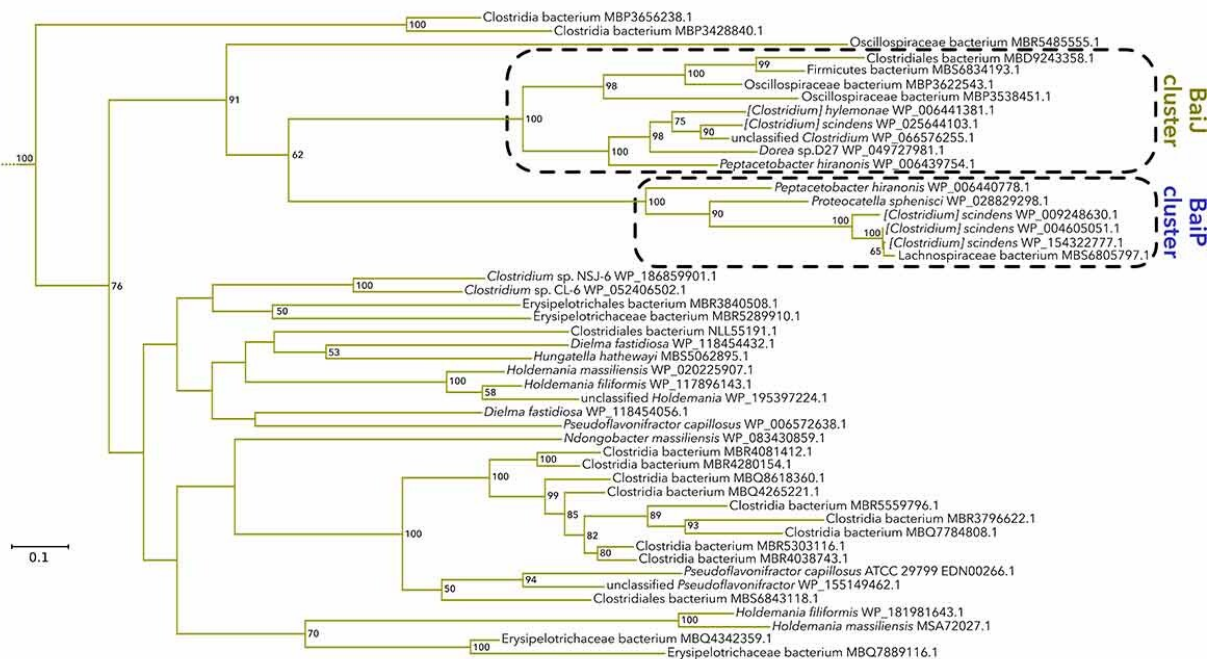 Clostridia bacterium MBP3656238.1
100
Clostridia bacterium MBP3428840.1
Oscillospiraceae bacterium MBR5485555.1
Clostridiales bacterium MBD9243358.1
99
Firmicutes bacterium MBS6834193.1
100
Oscillospiraceae bacterium MBP3622543.1
98
Oscillospiraceae bacterium MBP3538451.1
91
[Clostridium] hylemonae WP_006441381.1
100
75
[Clostridium] scindens WP_025644103.1
90
unclassified Clostridium WP_066576255.1
98
Dorea sp.D27 WP_049727981.1
100
62
Peptacetobacter hiranonis WP_006439754.1
BaiJ
cluster
100
Peptacetobacter hiranonis WP_006440778.1
100
Proteocatella sphenisci WP_028829298.1
90
[Clostridium] scindens WP_009248630.1
100
[Clostridium] scindens WP_004605051.1
100
[Clostridium] scindens WP_154322777.1
65
Lachnospiraceae bacterium MBS6805797.1
BaiP
cluster
76
Clostridium sp. NSJ-6 WP_186859901.1
100
Clostridium sp. CL-6 WP_052406502.1
Erysipelotrichales bacterium MBR3840508.1
50
Erysipelotrichaceae bacterium MBR5289910.1
Clostridiales bacterium NLL55191.1
Dielma fastidiosa WP_118454432.1
53
Hungatella hathewayi MBS5062895.1
Holdemania massiliensis WP_020225907.1
100
Holdemania filiformis WP_117896143.1
58
unclassified Holdemania WP_195397224.1
Dielma fastidiosa WP_118454056.1
Pseudoflavonifractor capillosus WP_006572638.1
Ndongobacter massiliensis WP_083430859.1
Clostridia bacterium MBR4081412.1
100
Clostridia bacterium MBR4280154.1
100
Clostridia bacterium MBQ8618360.1
99
Clostridia bacterium MBQ4265221.1
85
Clostridia bacterium MBR5559796.1
89
Clostridia bacterium MBR3796622.1
93
Clostridia bacterium MBQ7784808.1
82
100
Clostridia bacterium MBR5303116.1
80
Clostridia bacterium MBR4038743.1
0.1
Pseudoflavonifractor capillosus ATCC 29799 EDN00266.1
94
unclassified Pseudoflavonifractor WP_155149462.1
50
Clostridiales bacterium MBS6843118.1
Holdemania filiformis WP_181981643.1
100
Holdemania massiliensis MSA72027.1
70
Erysipelotrichaceae bacterium MBQ4342359.1
100
Erysipelotrichaceae bacterium MBQ7889116.1